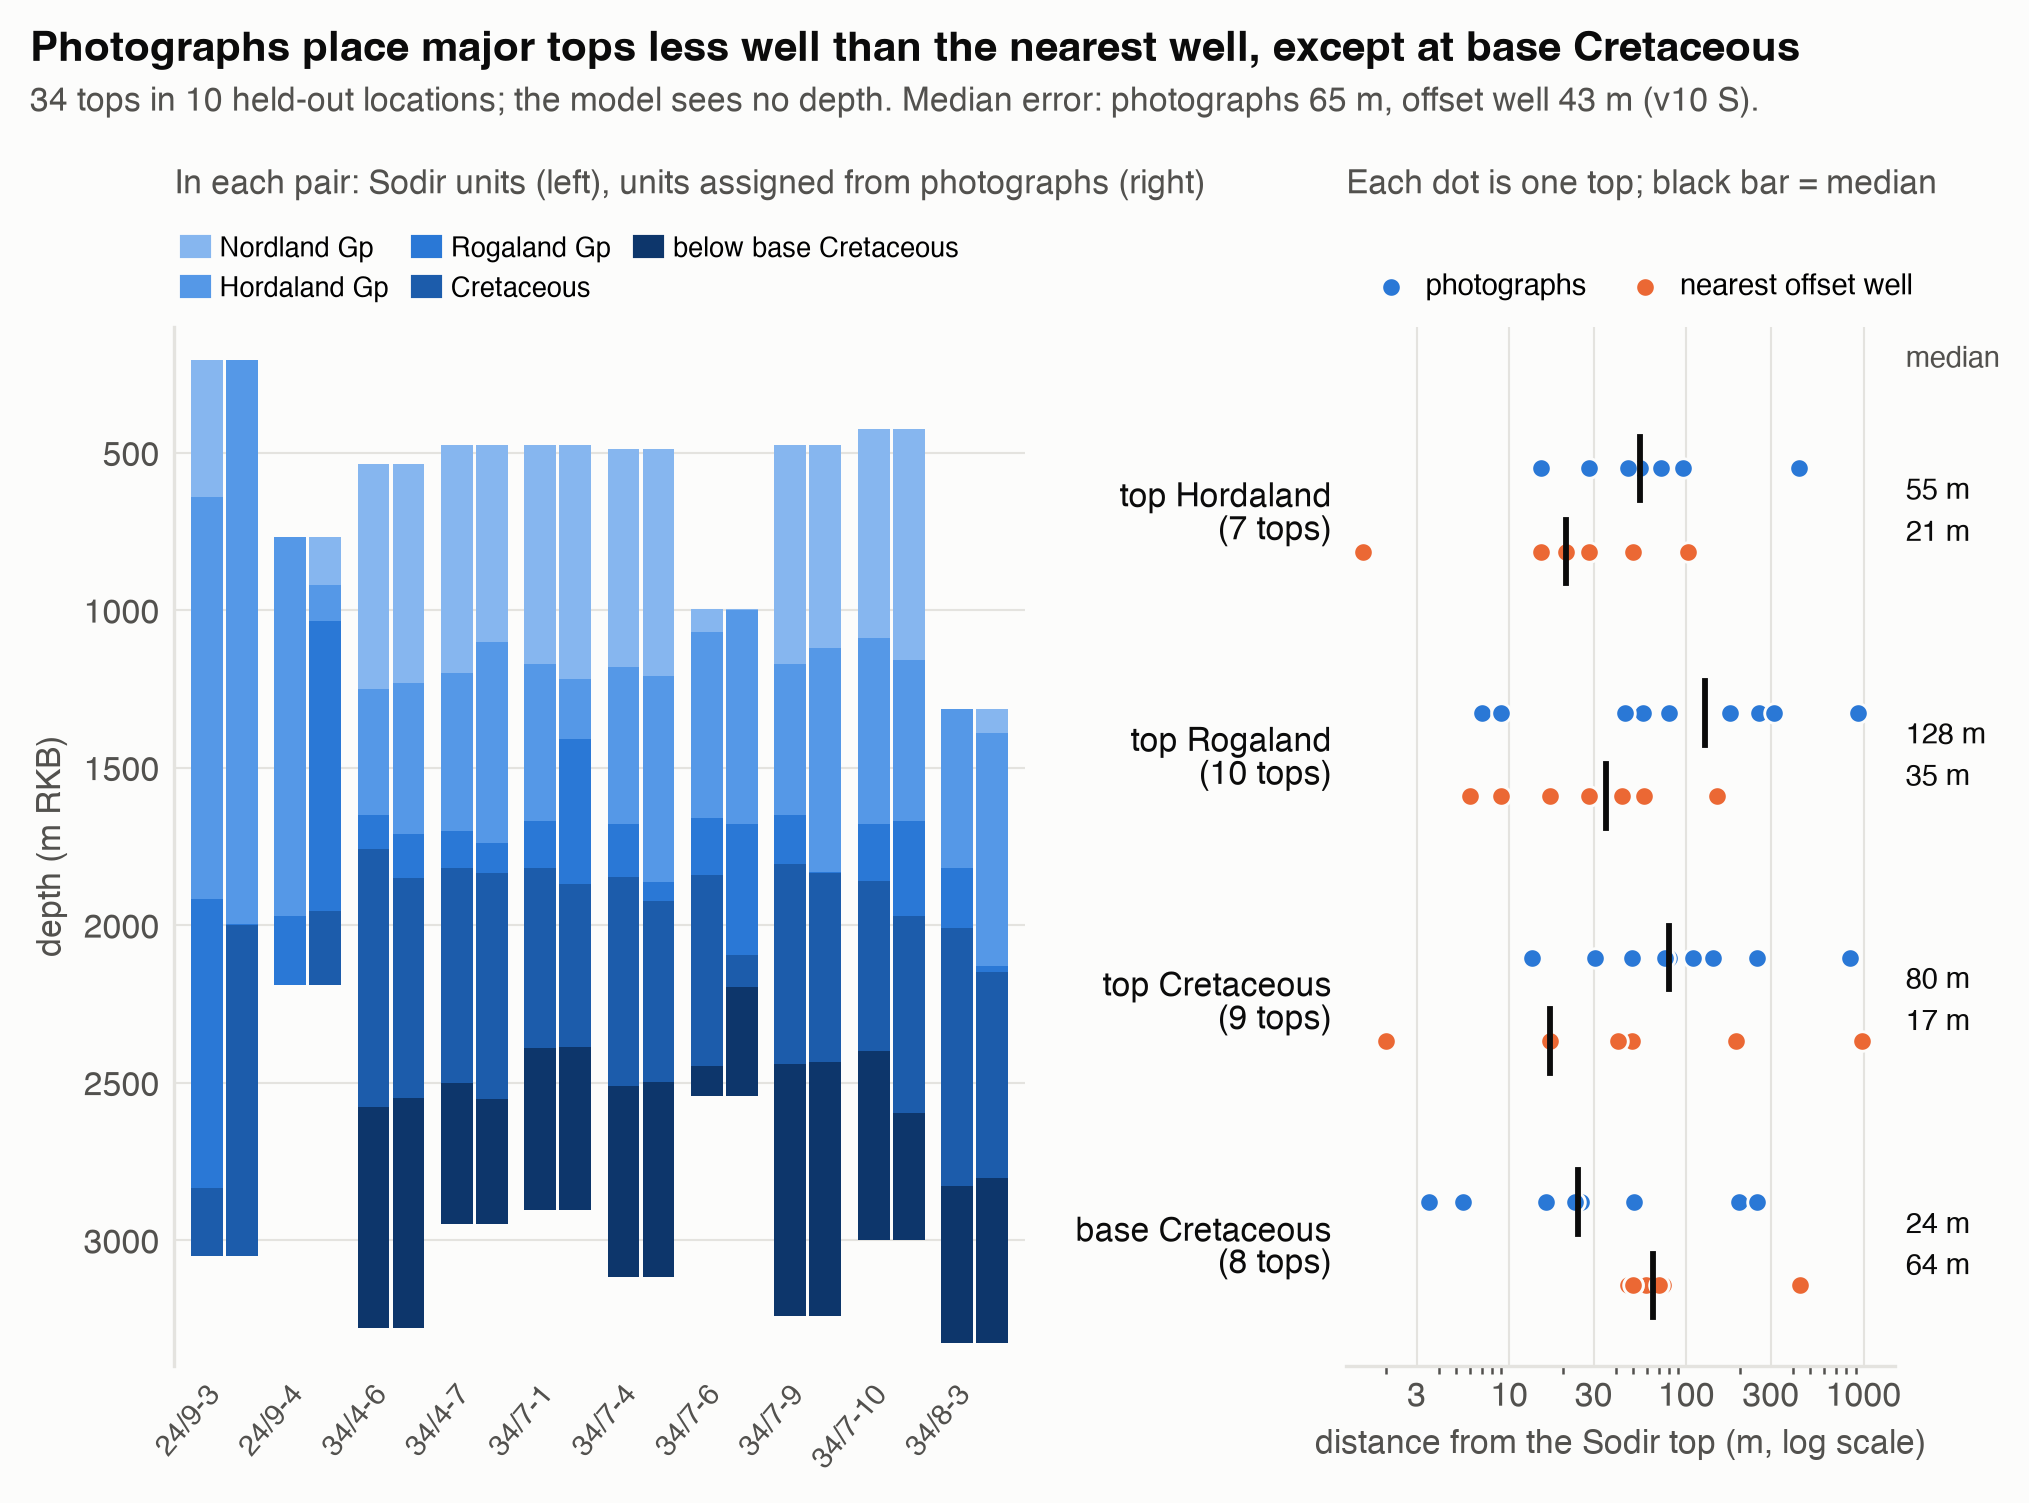 Photographs place major tops less well than the nearest well, except at base Cretaceous
34 tops in 10 held-out locations; the model sees no depth. Median error: photographs 65 m, offset well 43 m (v10 S).
In each pair: Sodir units (left), units assigned from photographs (right)
Nordland Gp
Rogaland Gp
below base Cretaceous
Hordaland Gp
Cretaceous
depth (m RKB)
500
1000
1500
2000
2500
3000
24/9-3
24/9-4
34/4-6
34/4-7
34/7-1
34/7-4
34/7-6
34/7-9
34/7-10
34/8-3
Each dot is one top; black bar = median
photographs
nearest offset well
median
top Hordaland
(7 tops)
55 m
21 m
top Rogaland
(10 tops)
128 m
35 m
top Cretaceous
(9 tops)
80 m
17 m
base Cretaceous
(8 tops)
24 m
64 m
3
10
30
100
300
1000
distance from the Sodir top (m, log scale)